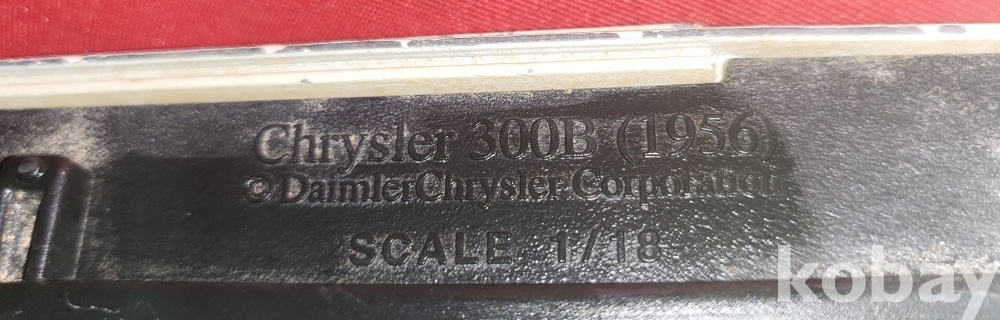 Chrysler 300B (1956)
©DaimlerChrysler Corporation
SCALE 1/18
kobay